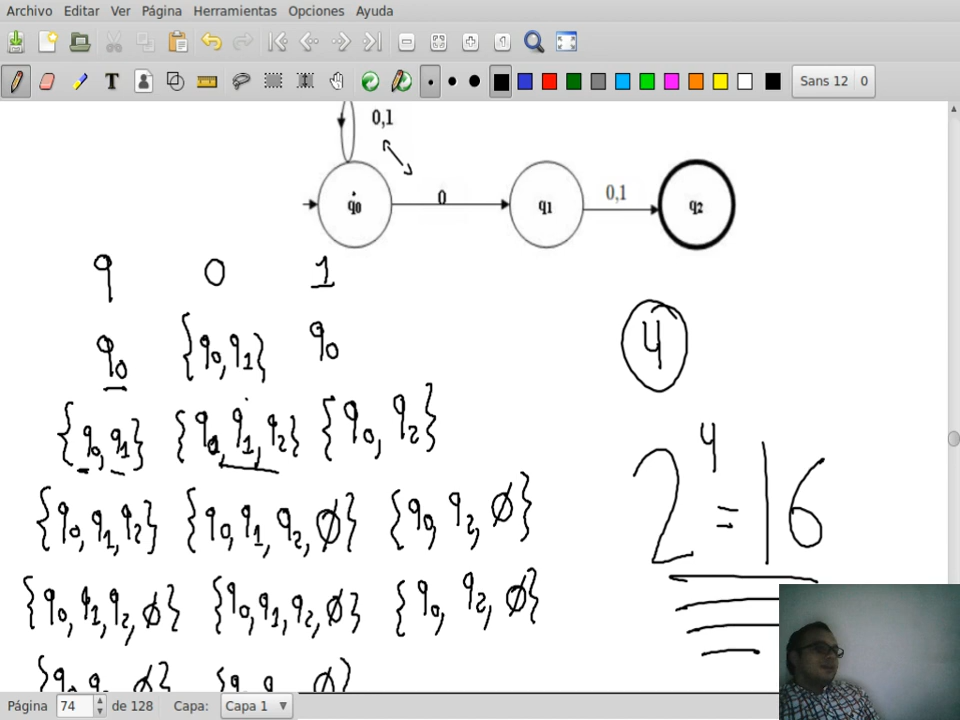 Archivo Editar Ver Página Herramientas Opciones Ayuda
Sans 12 0
0,1
q0 0 q1 0,1 q2
q 0 1
q0 {q0,q1} q0
4
{q0,q1} {q0,q1,q2} {q0,q2}
2^4 = 16
{q0,q1,q2} {q0,q1,q2,Ø} {q0,q2,Ø}
{q0,q1,q2,Ø} {q0,q1,q2,Ø} {q0,q2,Ø}
Página 74 de 128 Capa: Capa 1